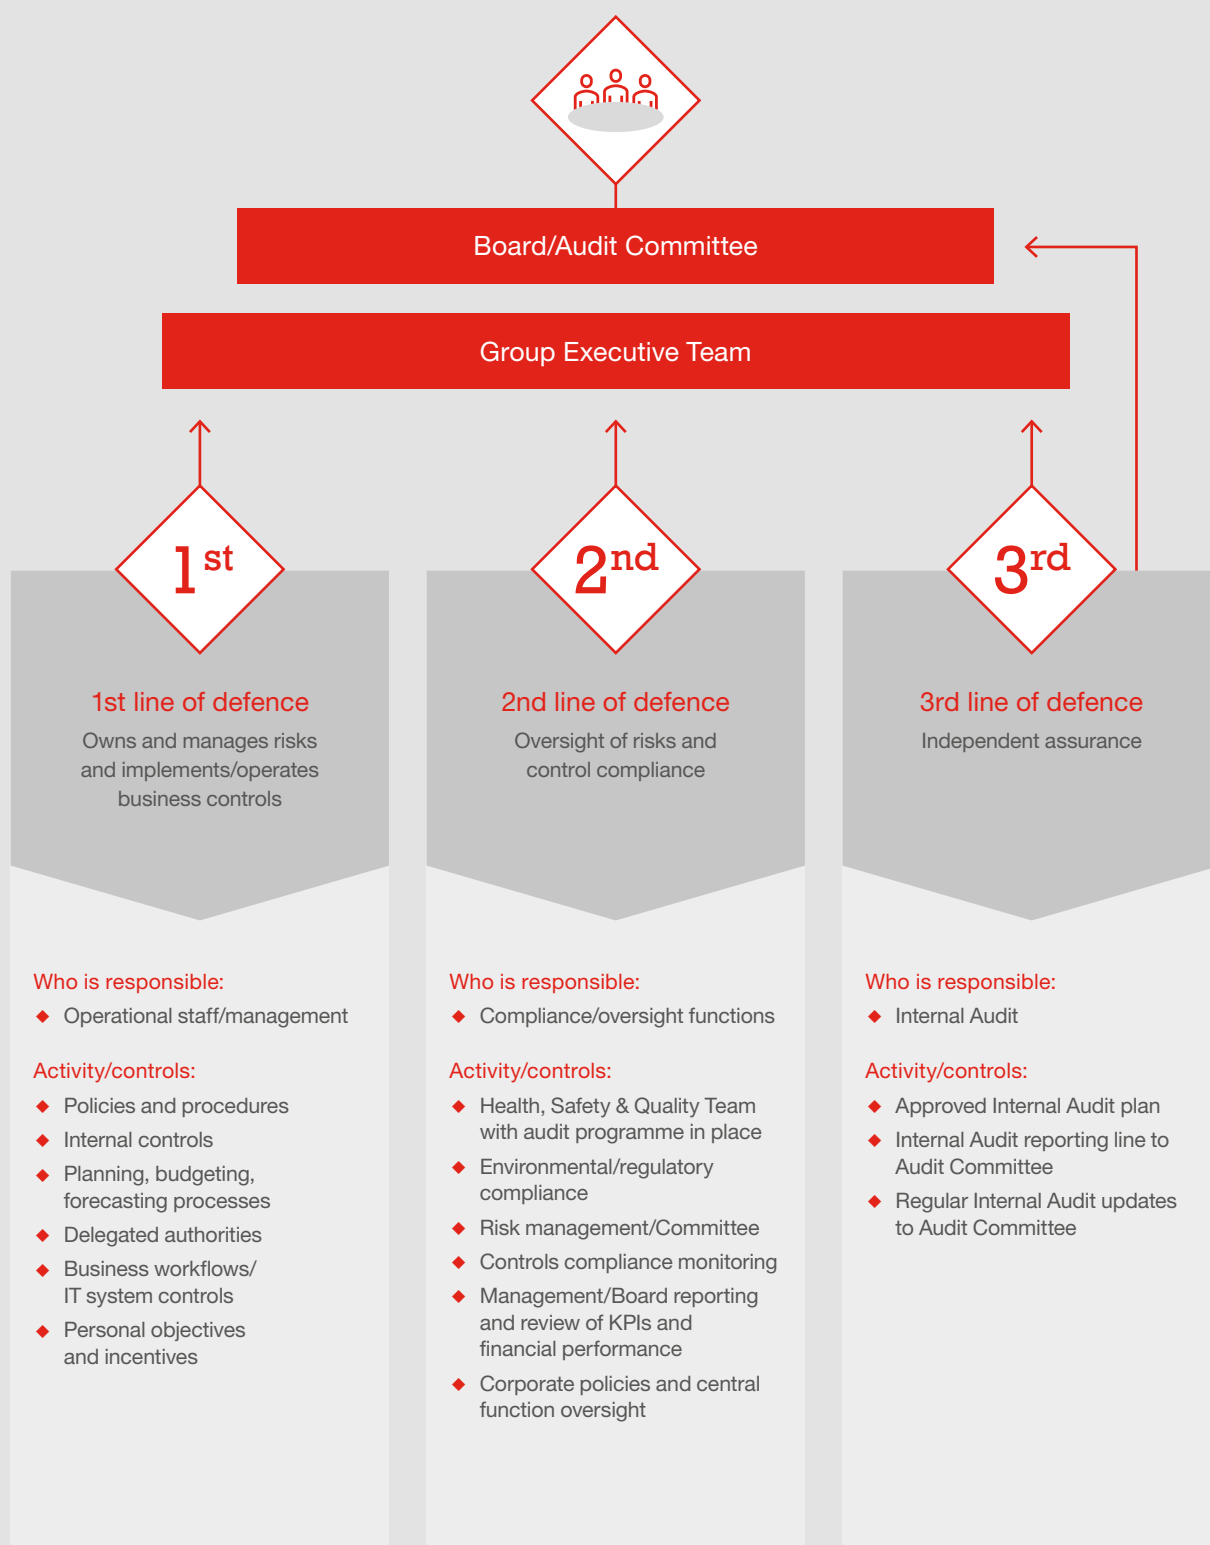 Board/Audit Committee
Group Executive Team
1st
2nd
3rd
1st line of defence
Owns and manages risks
and implements/operates
business controls
Who is responsible:
Operational staff/management
Activity/controls:
Policies and procedures
Internal controls
Planning, budgeting,
forecasting processes
Delegated authorities
Business workflows/
IT system controls
Personal objectives
and incentives
2nd line of defence
Oversight of risks and
control compliance
Who is responsible:
Compliance/oversight functions
Activity/controls:
Health, Safety & Quality Team
with audit programme in place
Environmental/regulatory
compliance
Risk management/Committee
Controls compliance monitoring
Management/Board reporting
and review of KPIs and
financial performance
Corporate policies and central
function oversight
3rd line of defence
Independent assurance
Who is responsible:
Internal Audit
Activity/controls:
Approved Internal Audit plan
Internal Audit reporting line to
Audit Committee
Regular Internal Audit updates
to Audit Committee